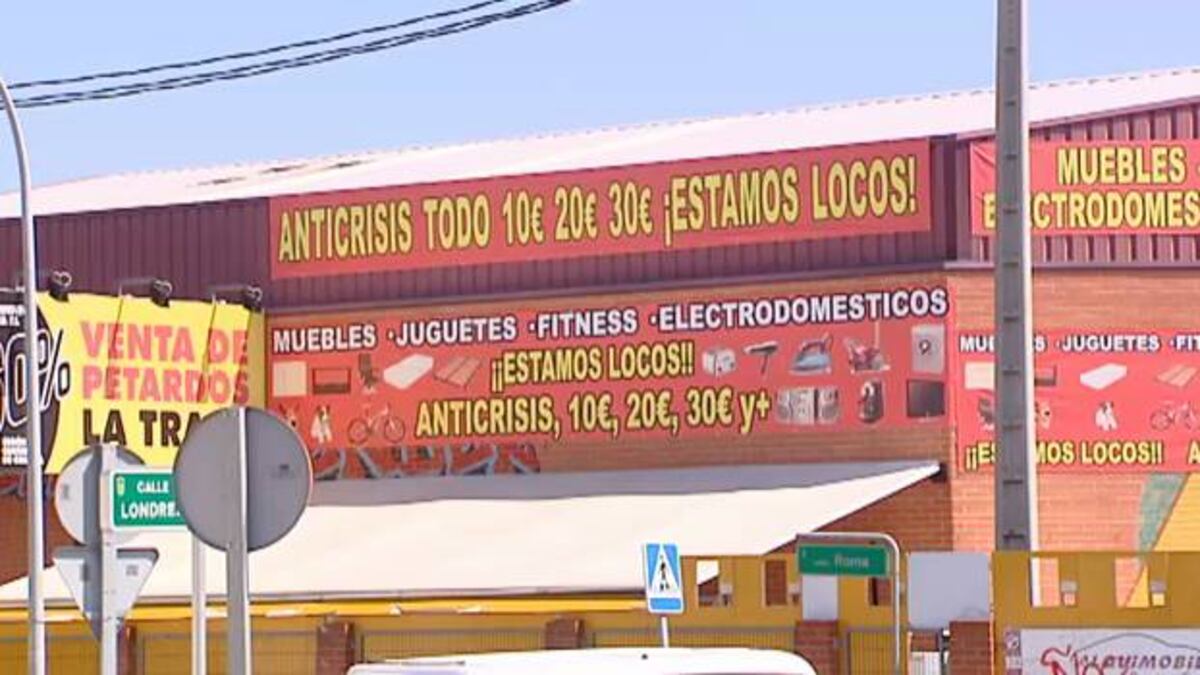 ANTICRISIS TODO 10€ 20€ 30€ ¡ESTAMOS LOCOS!
MUEBLES
ELECTRODOMES
MUEBLES · JUGUETES · FITNESS · ELECTRODOMESTICOS
¡¡ESTAMOS LOCOS!!
ANTICRISIS, 10€, 20€, 30€ y+
MUEBLES · JUGUETES · FIT
¡¡ESTAMOS LOCOS!! A
%
VENTA DE
PETARDOS
LA TRA
CALLE
LONDRE
Roma